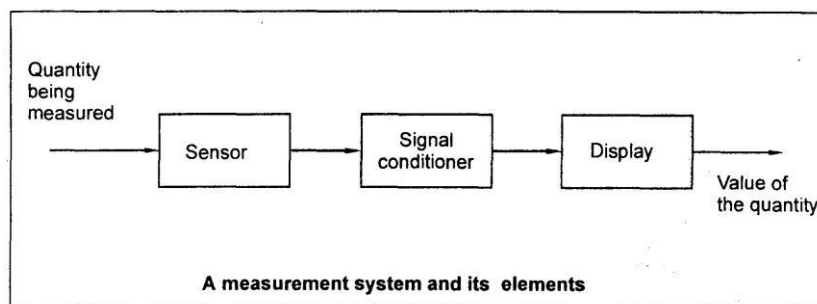 Quantity
being
measured
Sensor
Signal
conditioner
Display
Value of
the quantity
A measurement system and its elements